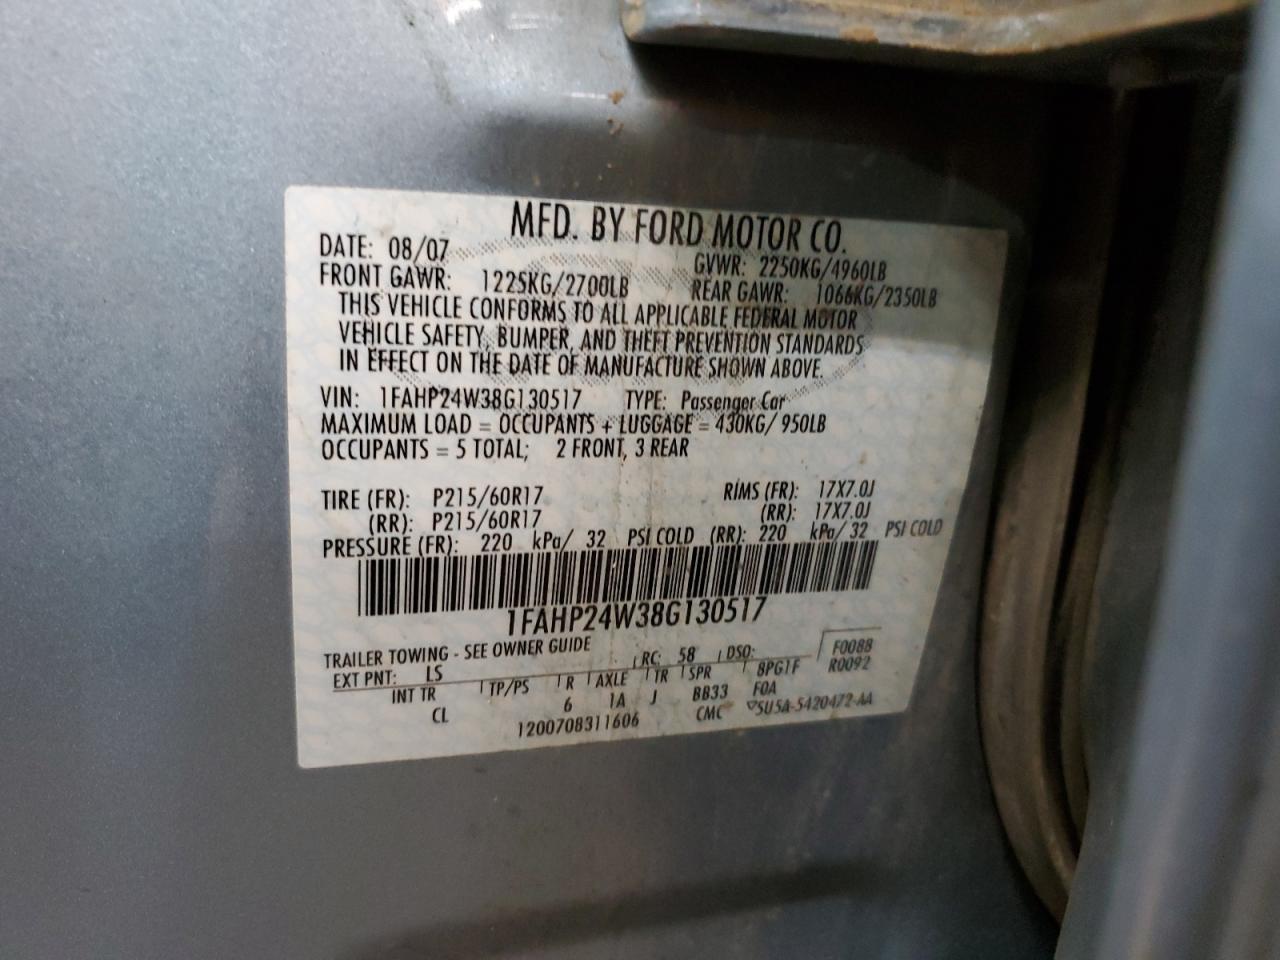 MFD. BY FORD MOTOR CO.
DATE: 08/07 GVWR: 2250KG/4960LB
FRONT GAWR: 1225KG/2700LB REAR GAWR: 1066KG/2350LB
THIS VEHICLE CONFORMS TO ALL APPLICABLE FEDERAL MOTOR
VEHICLE SAFETY, BUMPER, AND THEFT PREVENTION STANDARDS
IN EFFECT ON THE DATE OF MANUFACTURE SHOWN ABOVE.
VIN: 1FAHP24W38G130517 TYPE: Passenger Car
MAXIMUM LOAD = OCCUPANTS + LUGGAGE = 430KG/ 950LB
OCCUPANTS = 5 TOTAL; 2 FRONT, 3 REAR
TIRE (FR): P215/60R17 RIMS (FR): 17X7.0J
(RR): P215/60R17 (RR): 17X7.0J
PRESSURE (FR): 220 kPa/ 32 PSI COLD (RR): 220 kPa/ 32 PSI COLD
1FAHP24W38G130517
TRAILER TOWING - SEE OWNER GUIDE F0088
EXT PNT: LS RC: 58 DSO: R0092
INT TR TP/PS R AXLE TR SPR 8PG1F
CL 6 1A J BB33 F0A
1200708311606 CMC 5U5A-5420472-AA